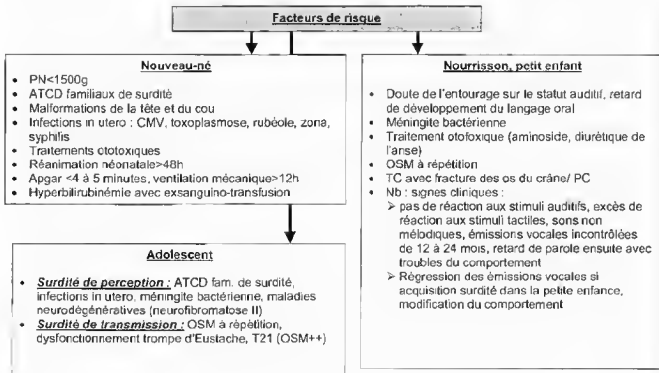 Facteurs de risque
Nouveau-né
• PN<1500g
• ATCD familiaux de surdité
• Malformations de la tête et du cou
• Infections in utero : CMV, toxoplasmose, rubéole, zona,
syphilis
• Traitements ototoxiques
• Réanimation néonatale>48h
• Apgar <4 à 5 minutes, ventilation mécanique>12h
• Hyperbilirubinémie avec exsanguino-transfusion
Adolescent
• Surdité de perception : ATCD fam. de surdité,
infections in utero, méningite bactérienne, maladies
neurodégénératives (neurofibromatose II)
• Surdité de transmission : OSM à répétition,
dysfonctionnement trompe d'Eustache, T21 (OSM++)
Nourrisson, petit enfant
• Doute de l'entourage sur le statut auditif, retard
de développement du langage oral
• Méningite bactérienne
• Traitement otofoxique (aminoside, diurétique de
l'anse)
• OSM à répétition
• TC avec fracture des os du crâne/ PC
• Nb : signes cliniques :
➢ pas de réaction aux stimuli auditifs, excès de
réaction aux stimuli tactiles, sons non
mélodiques, émissions vocales incontrôlées
de 12 à 24 mois, retard de parole ensuite avec
troubles du comportement
➢ Régression des émissions vocales si
acquisition surdité dans la petite enfance,
modification du comportement